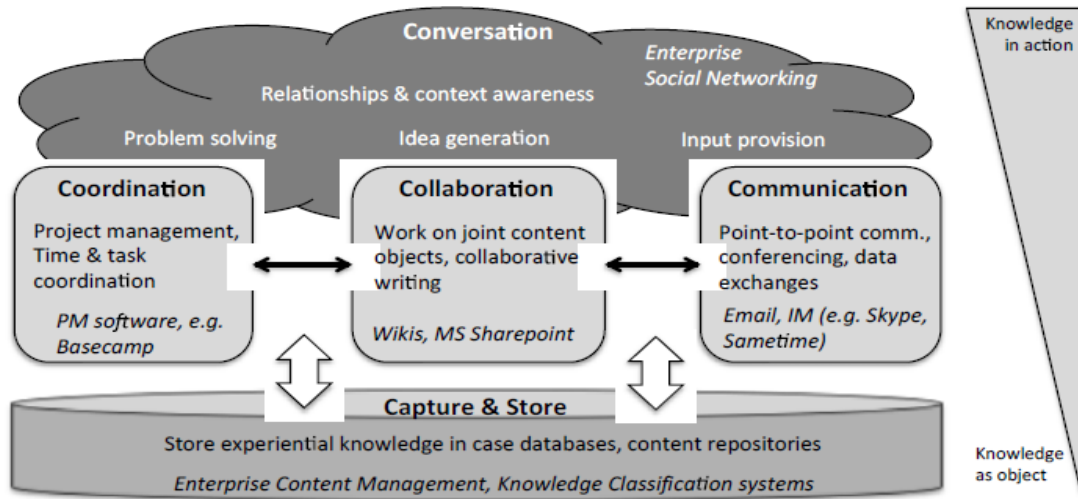 Conversation
Enterprise
Social Networking
Relationships & context awareness
Problem solving
Idea generation
Input provision
Knowledge
in action
Coordination
Project management,
Time & task
coordination
PM software, e.g.
Basecamp
Collaboration
Work on joint content
objects, collaborative
writing
Wikis, MS Sharepoint
Communication
Point-to-point comm.,
conferencing, data
exchanges
Email, IM (e.g. Skype,
Sametime)
Capture & Store
Store experiential knowledge in case databases, content repositories
Enterprise Content Management, Knowledge Classification systems
Knowledge
as object